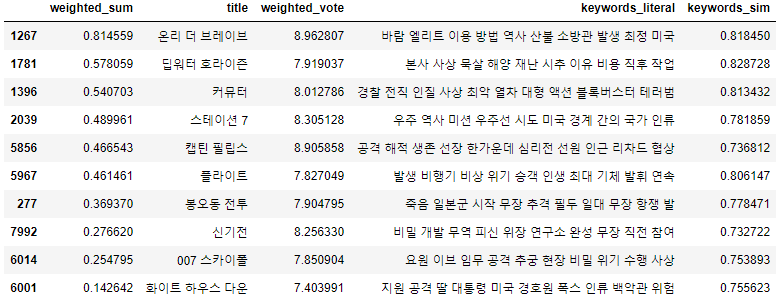 weighted_sum title weighted_vote keywords_literal keywords_sim
1267 0.814559 온리 더 브레이브 8.962807 바람 엘리트 이용 방법 역사 산불 소방관 발생 최정 미국 0.818450
1781 0.578059 딥워터 호라이즌 7.919037 본사 사상 묵살 해양 재난 시추 이유 비용 직후 작업 0.828728
1396 0.540703 커뮤터 8.012786 경찰 전직 인질 사상 최악 열차 대형 액션 블록버스터 테러범 0.813432
2039 0.489961 스테이션 7 8.305128 우주 역사 미션 우주선 시도 미국 경계 간의 국가 인류 0.781859
5856 0.466543 캡틴 필립스 8.905858 공격 해적 생존 선장 한가운데 심리전 선원 인근 리차드 협상 0.736812
5967 0.461461 플라이트 7.827049 발생 비행기 비상 위기 승객 인생 최대 기체 발휘 연속 0.806147
277 0.369370 봉오동 전투 7.904795 죽음 일본군 시작 무장 추격 필두 일대 무장 항쟁 발 0.778471
7992 0.276620 신기전 8.256330 비밀 개발 무역 피신 위장 연구소 완성 무장 직전 참여 0.732722
6014 0.254795 007 스카이폴 7.850904 요원 이브 임무 공격 추궁 현장 비밀 위기 수행 사상 0.753893
6001 0.142642 화이트 하우스 다운 7.403991 지원 공격 딸 대통령 미국 경호원 폭스 인류 백악관 위험 0.755623